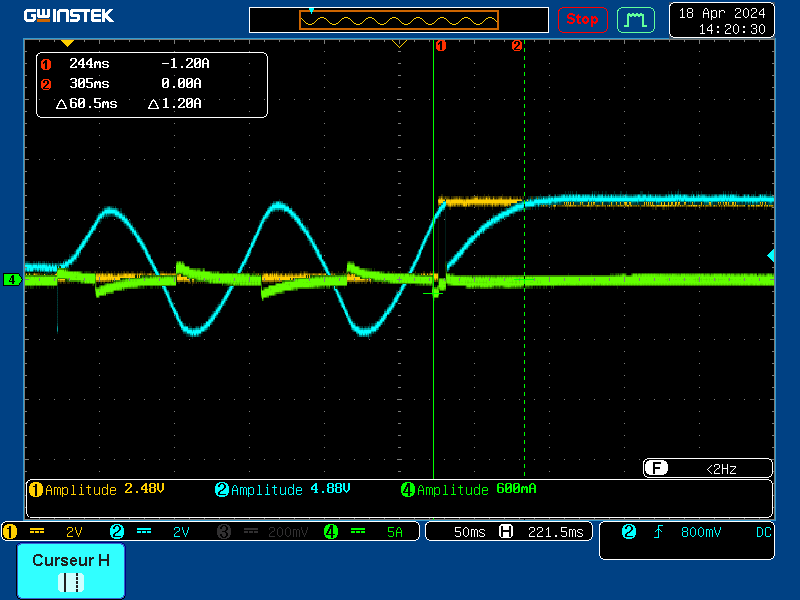 GWINSTEK
Stop
18 Apr 2024
14:20:30
1 2
1 244ms -1.20A
2 305ms 0.00A
△60.5ms △1.20A
4
F <2Hz
1 Amplitude 2.48V 2 Amplitude 4.88V 4 Amplitude 600mA
1 2V 2 2V 3 200mV 4 5A 50ms H 221.5ms 2 800mV DC
Curseur H